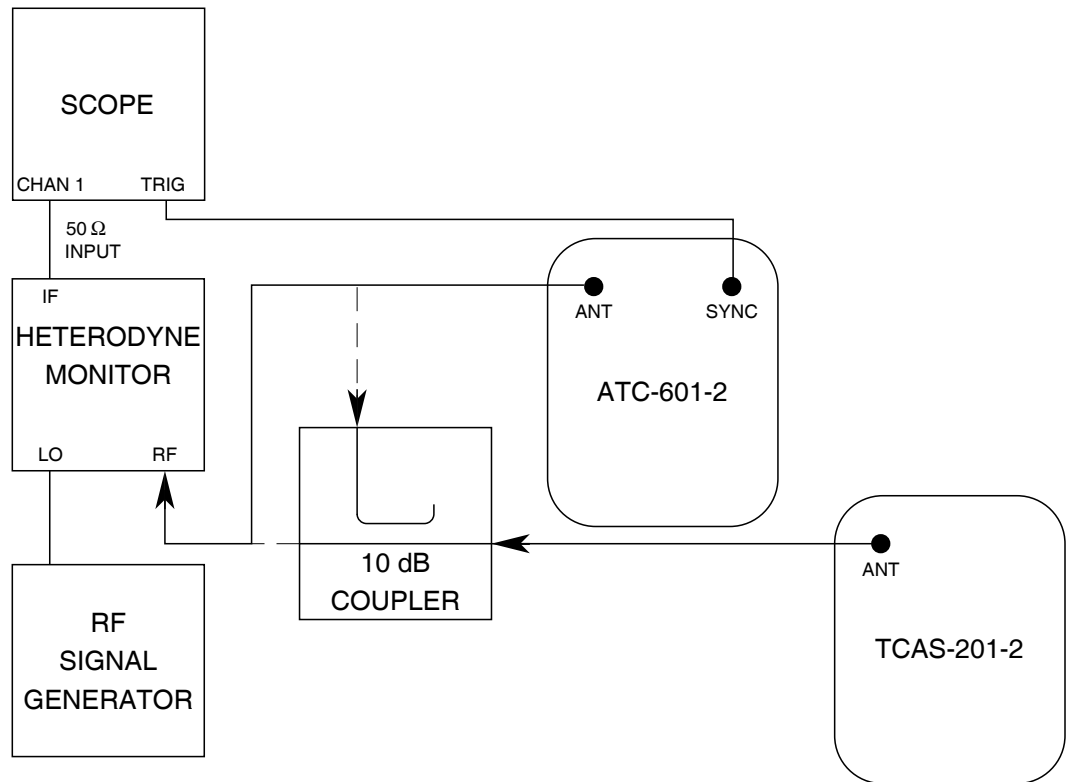 SCOPE
CHAN 1
TRIG
50 Ω
INPUT
IF
HETERODYNE
MONITOR
LO
RF
RF
SIGNAL
GENERATOR
10 dB
COUPLER
ANT
SYNC
ATC-601-2
ANT
TCAS-201-2